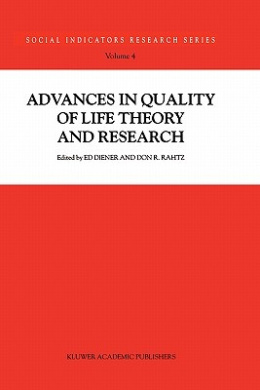 SOCIAL INDICATORS RESEARCH SERIES
Volume 4
ADVANCES IN QUALITY
OF LIFE THEORY
AND RESEARCH
Edited by ED DIENER AND DON R. RAHTZ
KLUWER ACADEMIC PUBLISHERS